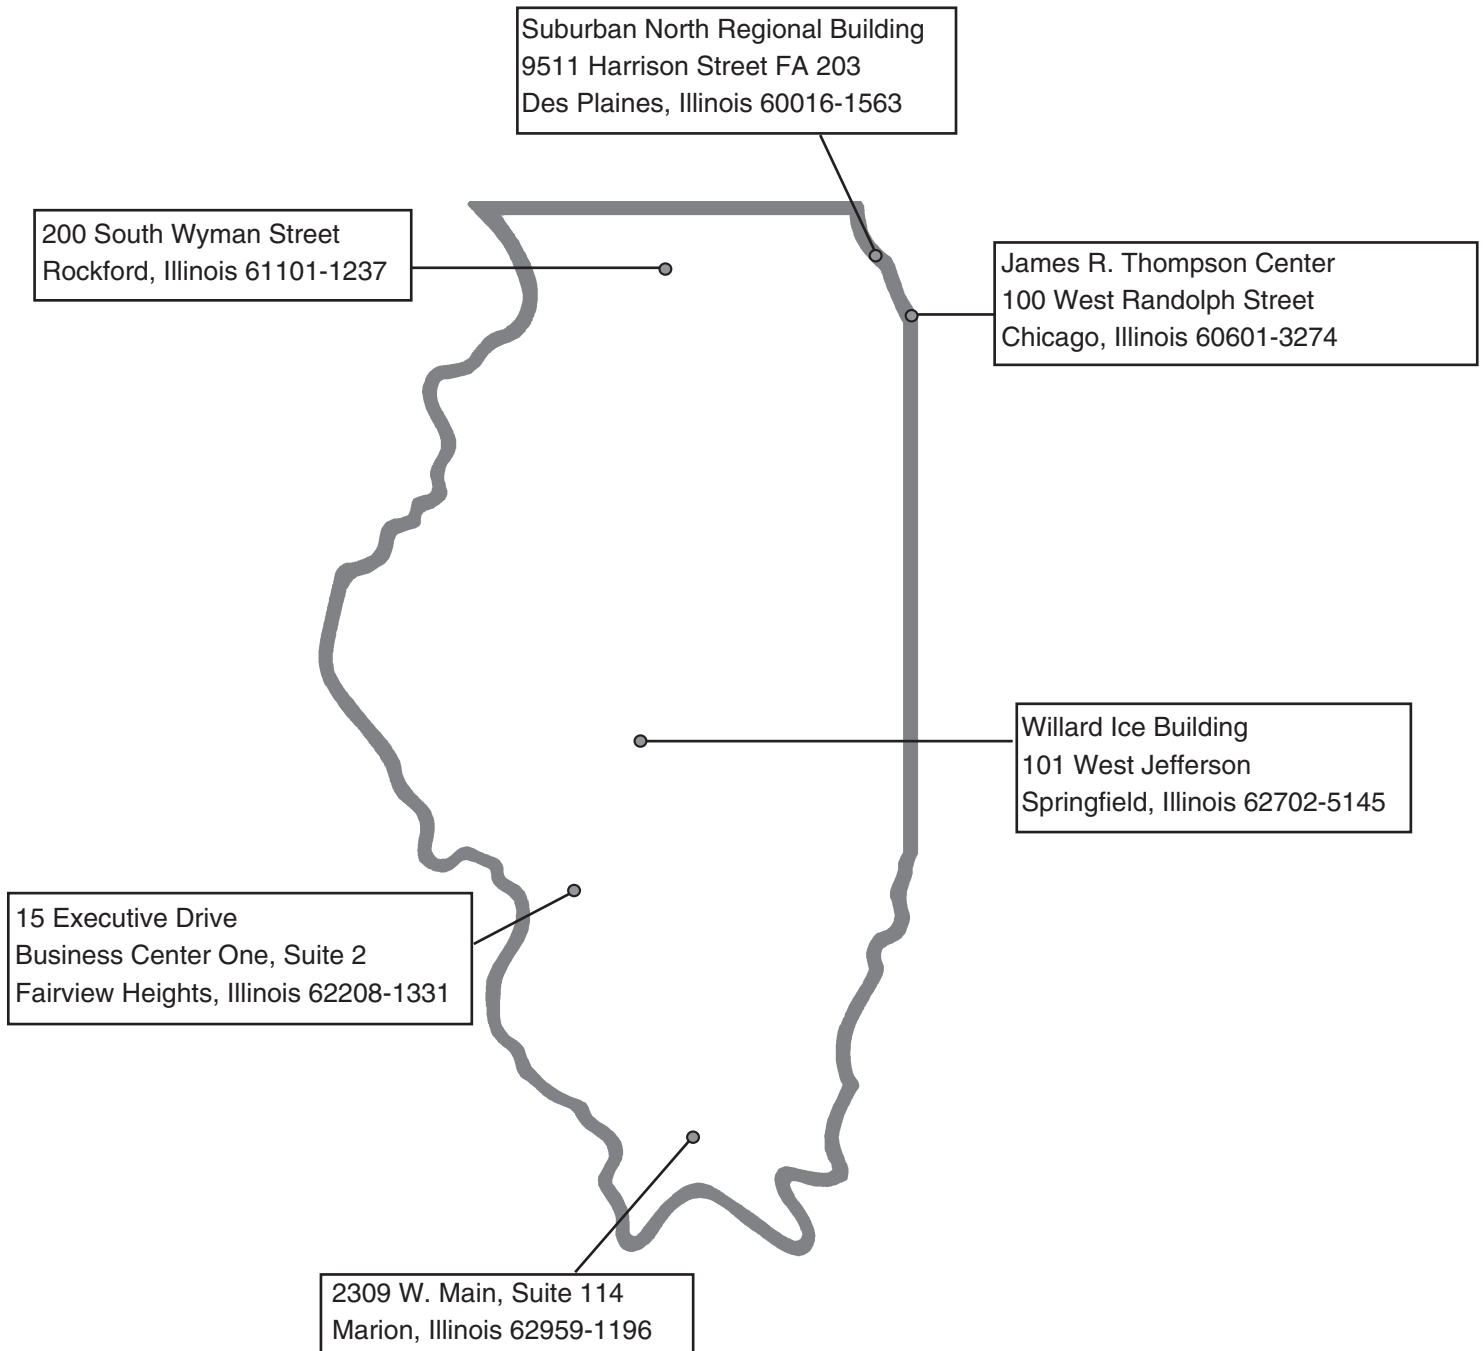 Suburban North Regional Building
9511 Harrison Street FA 203
Des Plaines, Illinois 60016-1563
200 South Wyman Street
Rockford, Illinois 61101-1237
James R. Thompson Center
100 West Randolph Street
Chicago, Illinois 60601-3274
Willard Ice Building
101 West Jefferson
Springfield, Illinois 62702-5145
15 Executive Drive
Business Center One, Suite 2
Fairview Heights, Illinois 62208-1331
2309 W. Main, Suite 114
Marion, Illinois 62959-1196